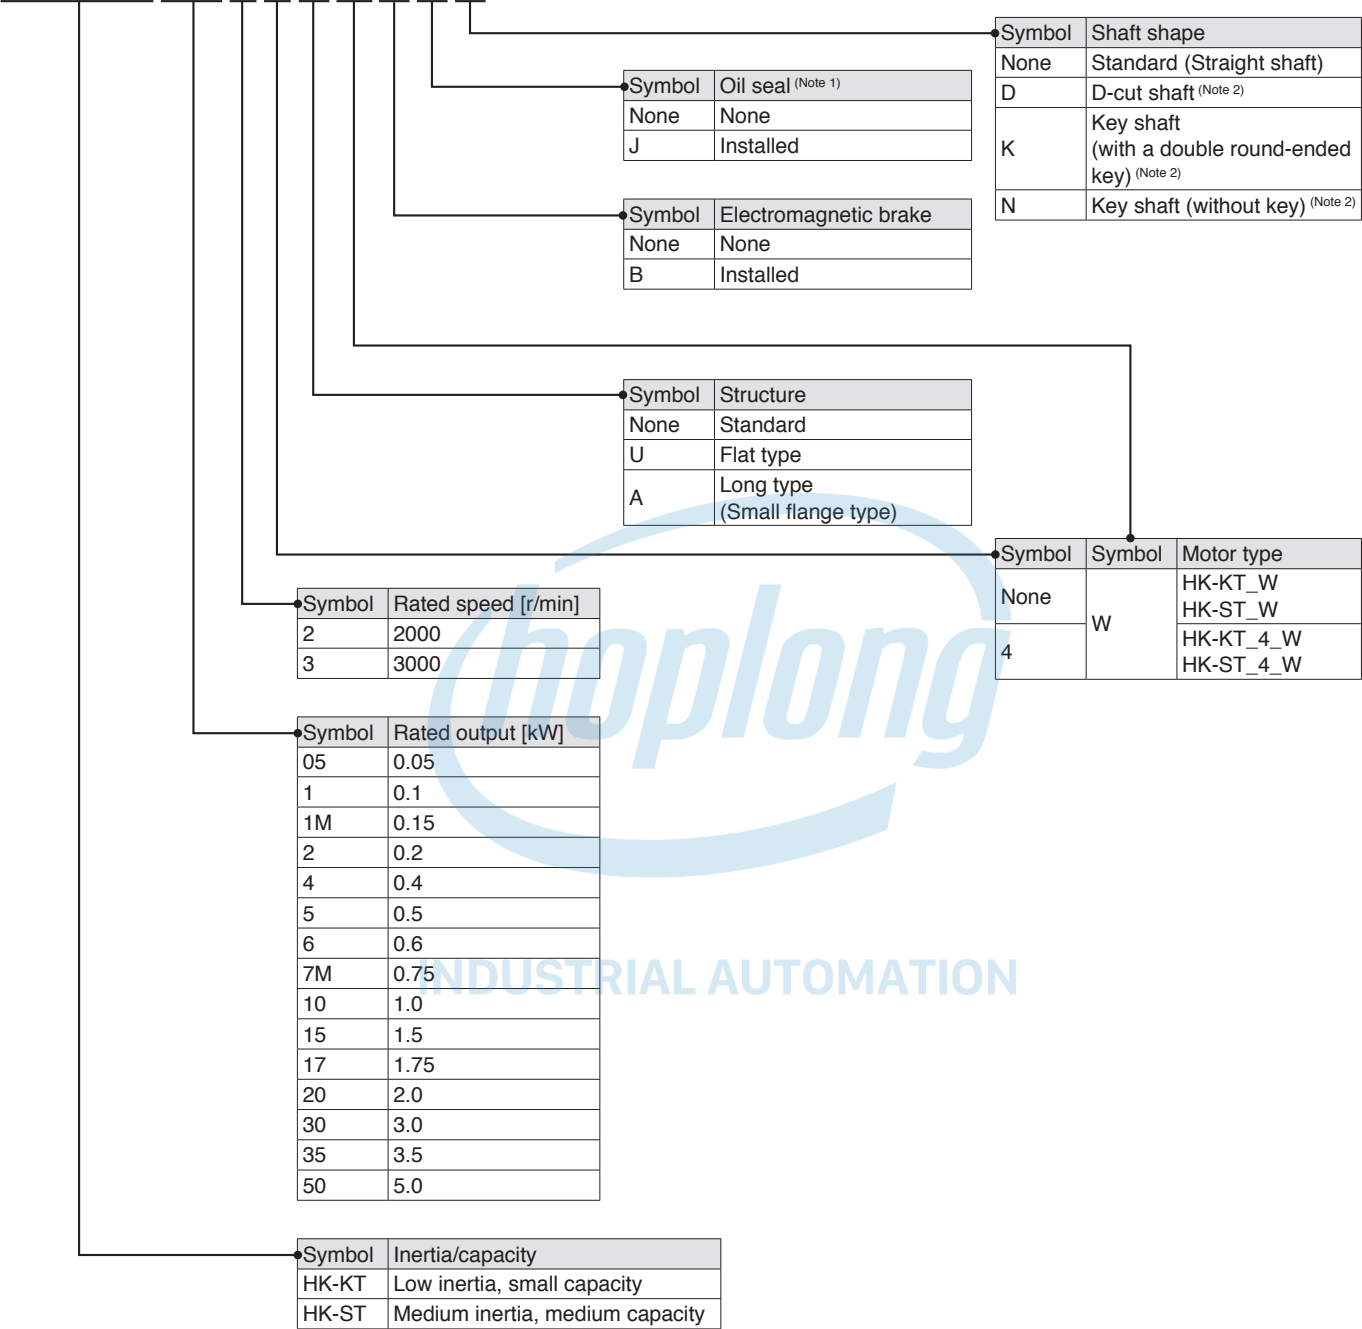 Symbol Shaft shape
None Standard (Straight shaft)
D D-cut shaft (Note 2)
K Key shaft
(with a double round-ended
key) (Note 2)
N Key shaft (without key) (Note 2)
Symbol Oil seal (Note 1)
None None
J Installed
Symbol Electromagnetic brake
None None
B Installed
Symbol Structure
None Standard
U Flat type
A Long type
(Small flange type)
Symbol Symbol Motor type
None W HK-KT_W
HK-ST_W
4 HK-KT_4_W
HK-ST_4_W
Symbol Rated speed [r/min]
2 2000
3 3000
Symbol Rated output [kW]
05 0.05
1 0.1
1M 0.15
2 0.2
4 0.4
5 0.5
6 0.6
7M 0.75
10 1.0
15 1.5
17 1.75
20 2.0
30 3.0
35 3.5
50 5.0
Symbol Inertia/capacity
HK-KT Low inertia, small capacity
HK-ST Medium inertia, medium capacity
hoplong
INDUSTRIAL AUTOMATION